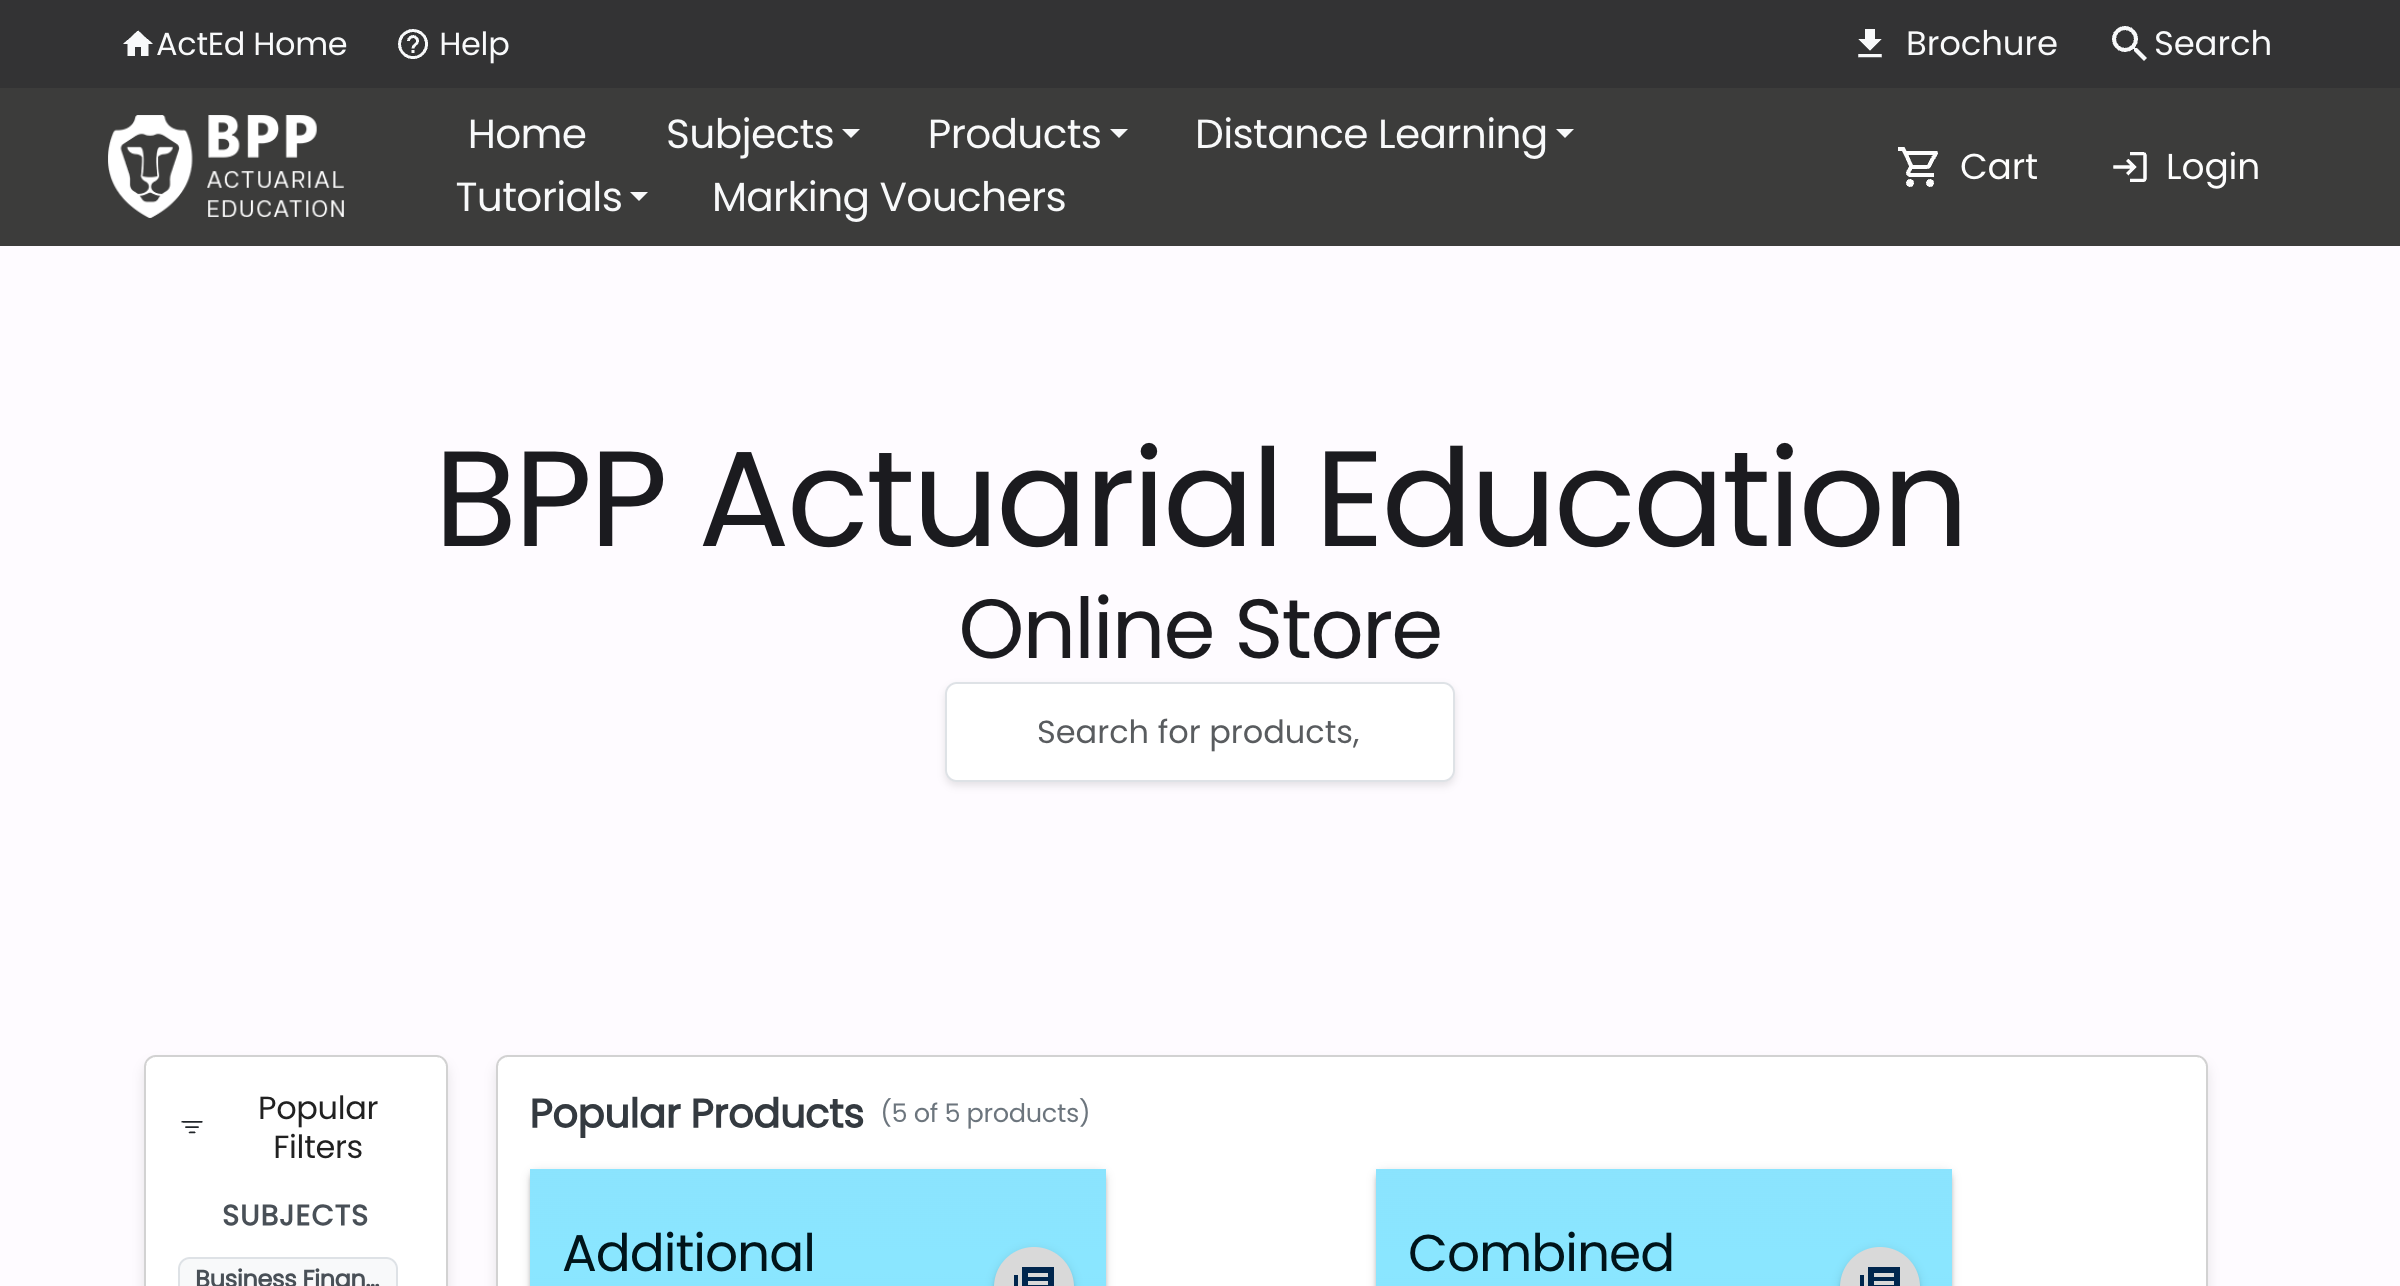 ActEd Home
Help
Brochure
Search
BPP
ACTUARIAL
EDUCATION
Home
Subjects
Products
Distance Learning
Tutorials
Marking Vouchers
Cart
Login
BPP Actuarial Education
Online Store
Search for products,
Popular
Filters
SUBJECTS
Business Finan...
Popular Products (5 of 5 products)
Additional
Combined